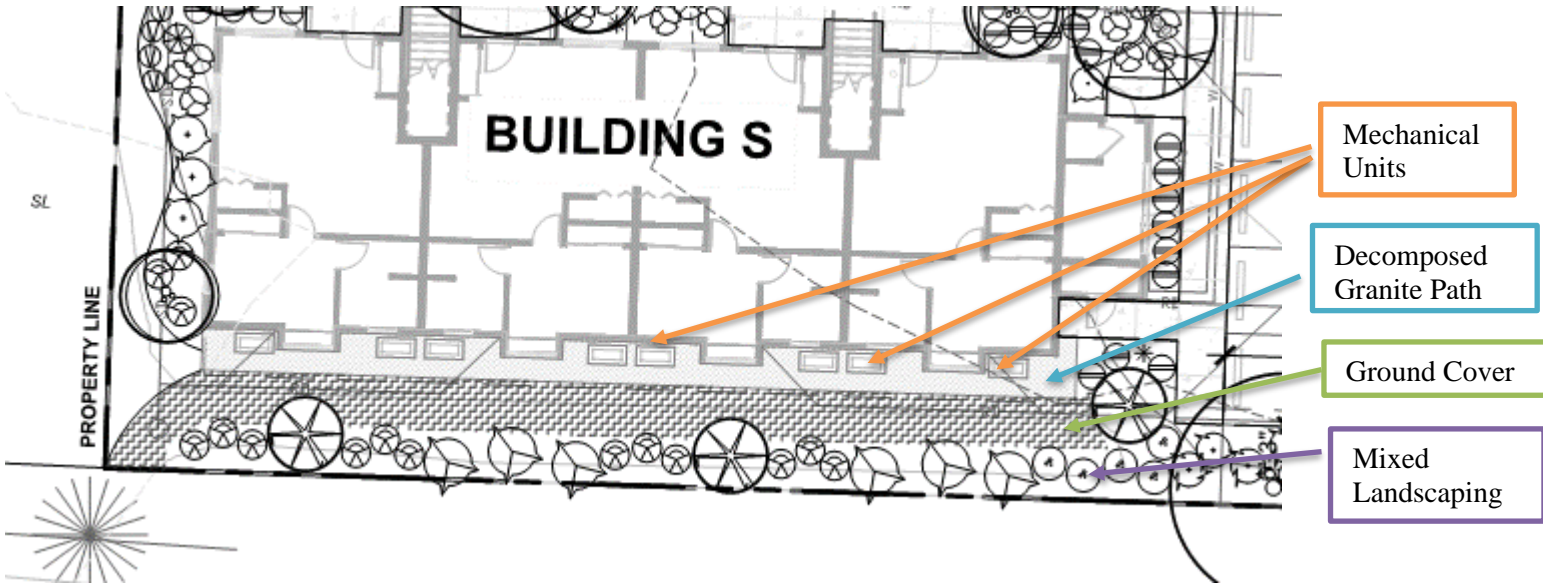 BUILDING S
SL
PROPERTY LINE
Mechanical
Units
Decomposed
Granite Path
Ground Cover
Mixed
Landscaping
W
W